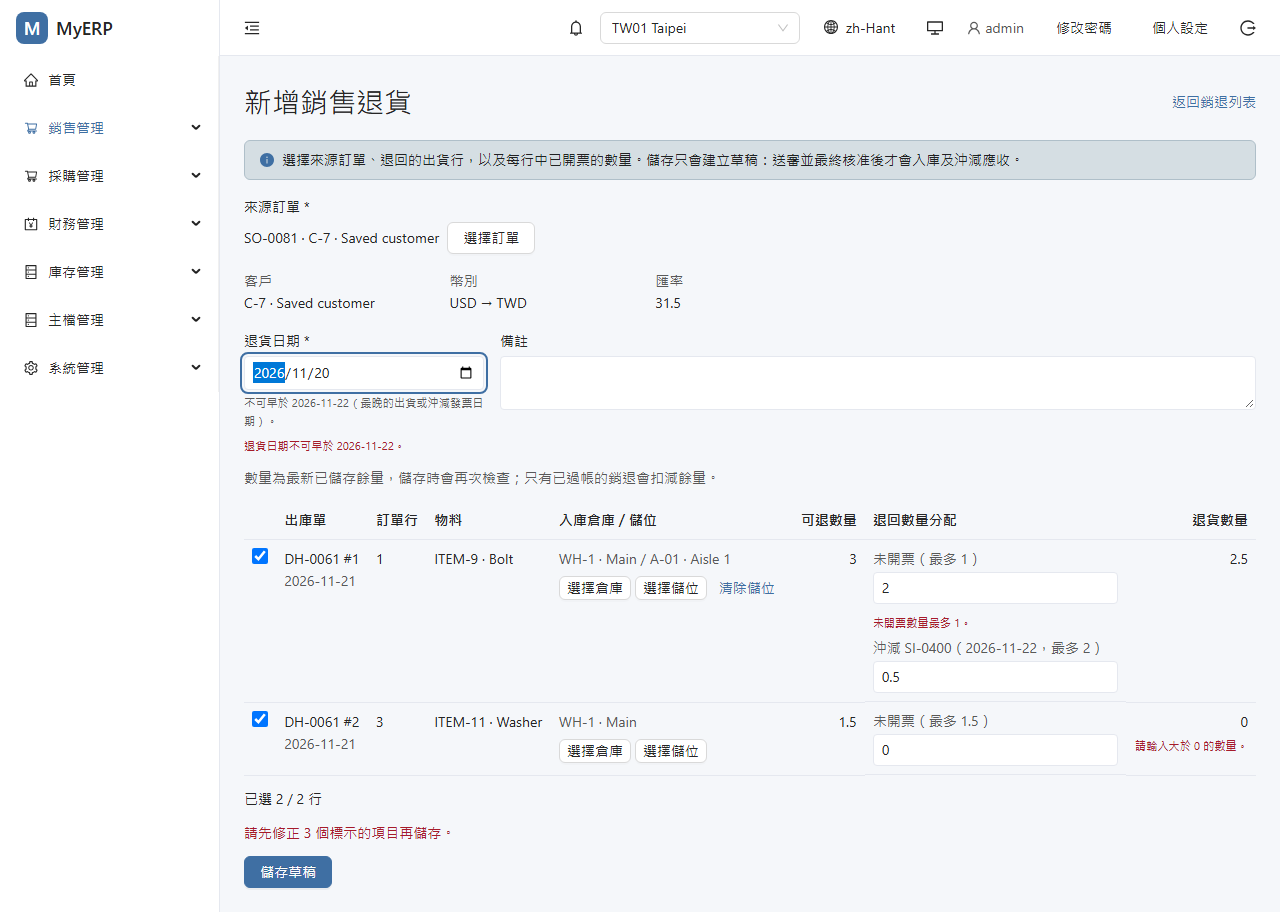 M MyERP
TW01 Taipei
zh-Hant
admin
修改密碼
個人設定
首頁
銷售管理
採購管理
財務管理
庫存管理
主檔管理
系統管理
新增銷售退貨
返回銷退列表
選擇來源訂單、退回的出貨行，以及每行中已開票的數量。儲存只會建立草稿：送審並最終核准後才會入庫及沖減應收。
來源訂單 *
SO-0081 · C-7 · Saved customer 選擇訂單
客戶 幣別 匯率
C-7 · Saved customer USD → TWD 31.5
退貨日期 * 備註
2026/11/20
不可早於 2026-11-22（最晚的出貨或沖減發票日
期）。
退貨日期不可早於 2026-11-22。
數量為最新已儲存餘量，儲存時會再次檢查；只有已過帳的銷退會扣減餘量。
出庫單 訂單行 物料 入庫倉庫 / 儲位 可退數量 退回數量分配 退貨數量
DH-0061 #1 1 ITEM-9 · Bolt WH-1 · Main / A-01 · Aisle 1 3 未開票（最多 1） 2.5
2026-11-21 選擇倉庫 選擇儲位 清除儲位 2
未開票數量最多 1。
沖減 SI-0400（2026-11-22，最多 2）
0.5
DH-0061 #2 3 ITEM-11 · Washer WH-1 · Main 1.5 未開票（最多 1.5） 0
2026-11-21 選擇倉庫 選擇儲位 0 請輸入大於 0 的數量。
已選 2 / 2 行
請先修正 3 個標示的項目再儲存。
儲存草稿